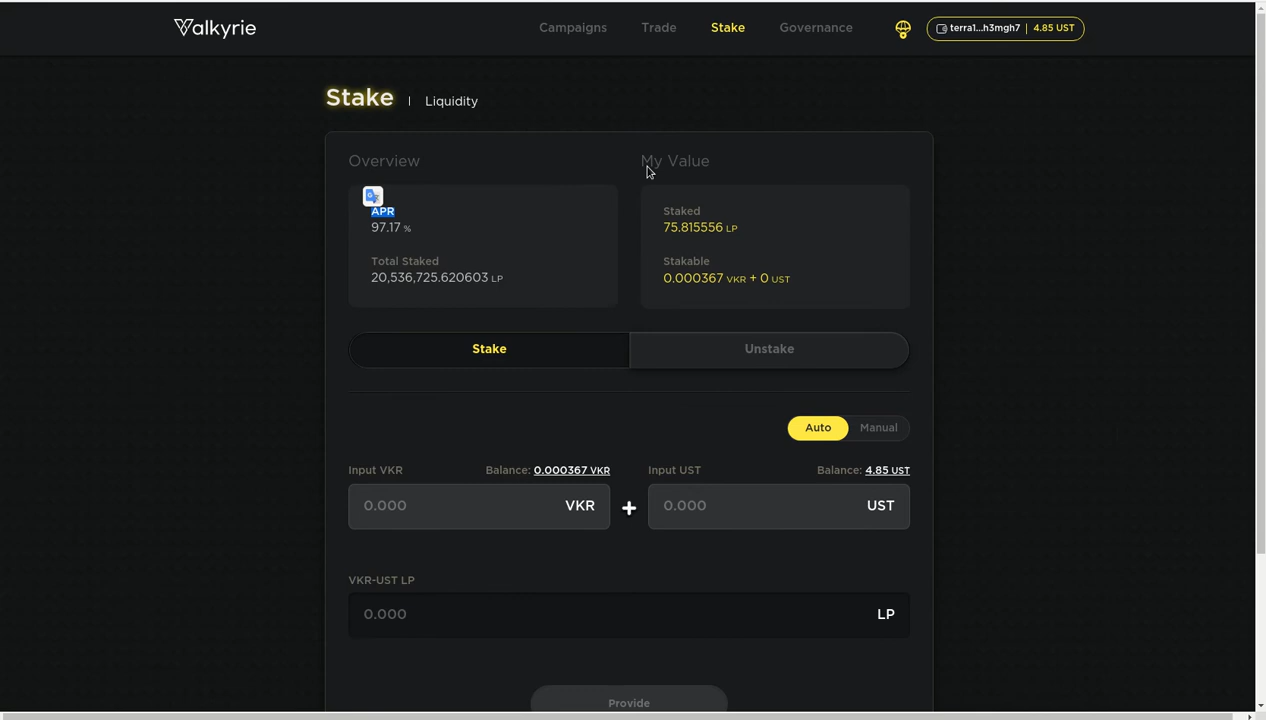 Valkyrie
Campaigns
Trade
Stake
Governance
terra1...h3mgh7 | 4.85 UST
Stake | Liquidity
Overview
My Value
APR
97.17 %
Total Staked
20,536,725.620603 LP
Staked
75.815556 LP
Stakable
0.000367 VKR + 0 UST
Stake
Unstake
Auto
Manual
Input VKR
Balance: 0.000367 VKR
Input UST
Balance: 4.85 UST
0.000
VKR
+
0.000
UST
VKR-UST LP
0.000
LP
Provide